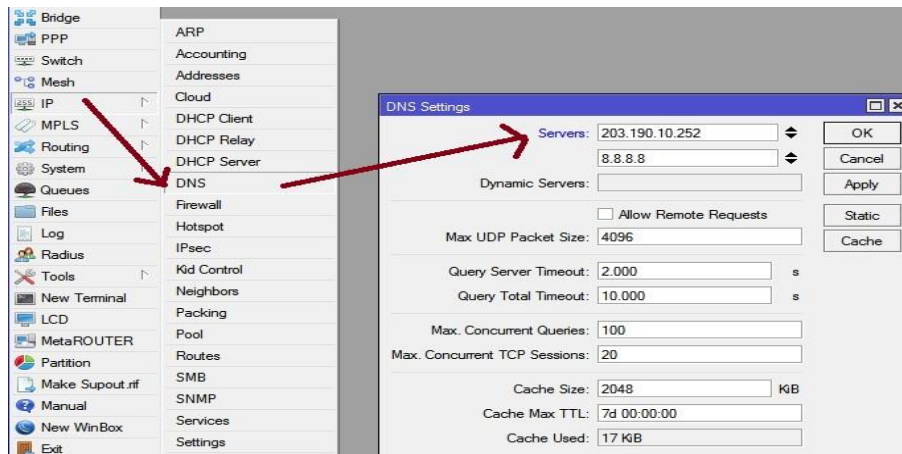 Bridge
PPP
Switch
Mesh
255 IP
MPLS
Routing
System
Queues
Files
Log
Radius
Tools
New Terminal
LCD
MetaROUTER
Partition
Make Supout.rif
Manual
New WinBox
Exit
ARP
Accounting
Addresses
Cloud
DHCP Client
DHCP Relay
DHCP Server
DNS
Firewall
Hotspot
IPsec
Kid Control
Neighbors
Packing
Pool
Routes
SMB
SNMP
Services
Settings
DNS Settings
Servers: 203.190.10.252
8.8.8.8
Dynamic Servers:
Allow Remote Requests
Max UDP Packet Size: 4096
Query Server Timeout: 2.000 s
Query Total Timeout: 10.000 s
Max. Concurrent Queries: 100
Max. Concurrent TCP Sessions: 20
Cache Size: 2048 KiB
Cache Max TTL: 7d 00:00:00
Cache Used: 17 KiB
OK
Cancel
Apply
Static
Cache